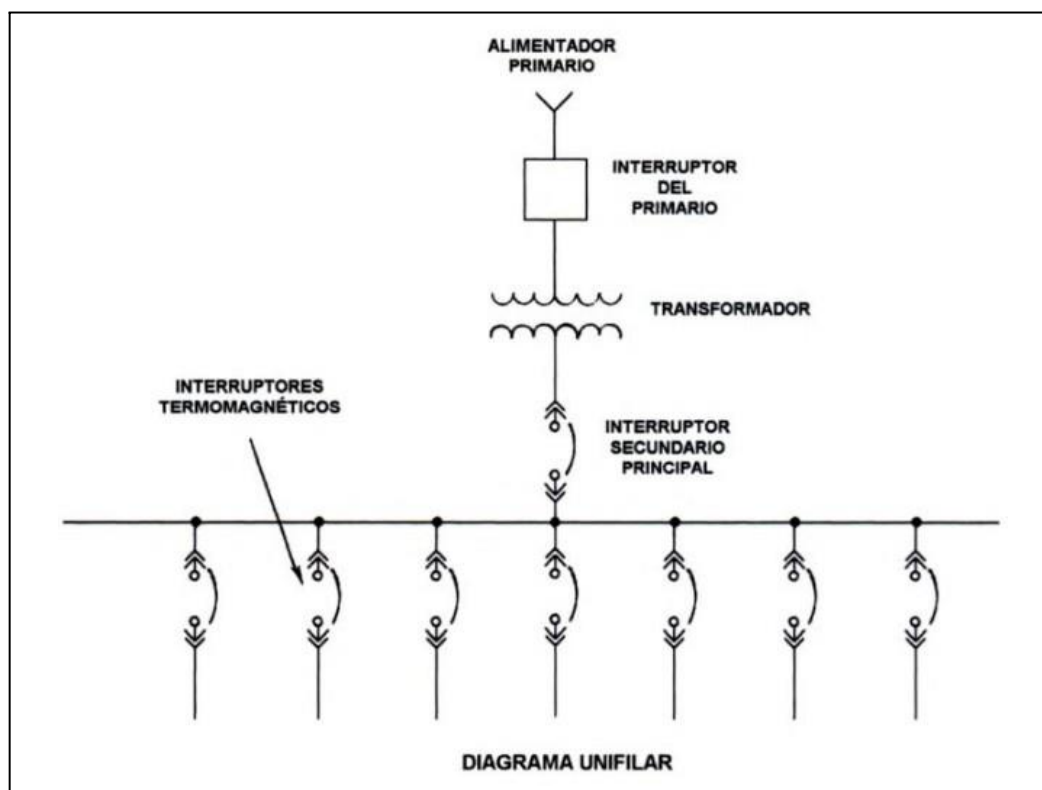 ALIMENTADOR
PRIMARIO
INTERRUPTOR
DEL
PRIMARIO
TRANSFORMADOR
INTERRUPTORES
TERMOMAGNÉTICOS
INTERRUPTOR
SECUNDARIO
PRINCIPAL
DIAGRAMA UNIFILAR